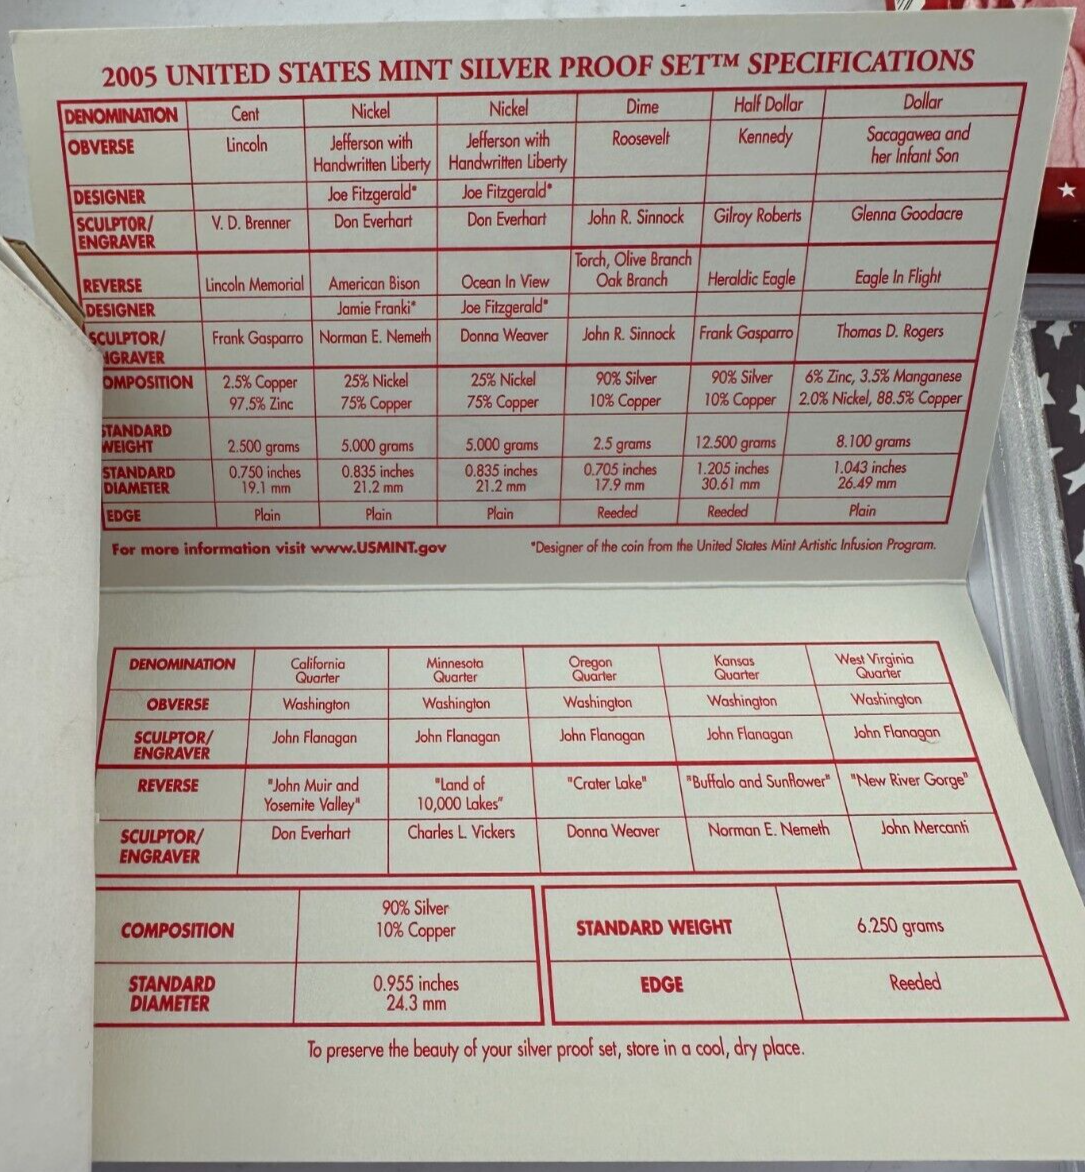 2005 UNITED STATES MINT SILVER PROOF SET™ SPECIFICATIONS
DENOMINATION Cent Nickel Nickel Dime Half Dollar Dollar
OBVERSE Lincoln Jefferson with Jefferson with Roosevelt Kennedy Sacagawea and
Handwritten Liberty Handwritten Liberty her Infant Son
DESIGNER Joe Fitzgerald* Joe Fitzgerald*
SCULPTOR/ V. D. Brenner Don Everhart Don Everhart John R. Sinnock Gilroy Roberts Glenna Goodacre
ENGRAVER
Torch, Olive Branch
REVERSE Lincoln Memorial American Bison Ocean In View Oak Branch Heraldic Eagle Eagle In Flight
DESIGNER Jamie Franki* Joe Fitzgerald*
SCULPTOR/ Frank Gasparro Norman E. Nemeth Donna Weaver John R. Sinnock Frank Gasparro Thomas D. Rogers
NGRAVER
OMPOSITION 2.5% Copper 25% Nickel 25% Nickel 90% Silver 90% Silver 6% Zinc, 3.5% Manganese
97.5% Zinc 75% Copper 75% Copper 10% Copper 10% Copper 2.0% Nickel, 88.5% Copper
STANDARD
WEIGHT 2.500 grams 5.000 grams 5.000 grams 2.5 grams 12.500 grams 8.100 grams
STANDARD 0.750 inches 0.835 inches 0.835 inches 0.705 inches 1.205 inches 1.043 inches
DIAMETER 19.1 mm 21.2 mm 21.2 mm 17.9 mm 30.61 mm 26.49 mm
EDGE Plain Plain Plain Reeded Reeded Plain
For more information visit www.USMINT.gov *Designer of the coin from the United States Mint Artistic Infusion Program.
DENOMINATION California Minnesota Oregon Kansas West Virginia
Quarter Quarter Quarter Quarter Quarter
OBVERSE Washington Washington Washington Washington Washington
SCULPTOR/ John Flanagan John Flanagan John Flanagan John Flanagan John Flanagan
ENGRAVER
REVERSE "John Muir and "Land of "Crater Lake" "Buffalo and Sunflower" "New River Gorge"
Yosemite Valley" 10,000 Lakes"
SCULPTOR/ Don Everhart Charles L. Vickers Donna Weaver Norman E. Nemeth John Mercanti
ENGRAVER
COMPOSITION 90% Silver STANDARD WEIGHT 6.250 grams
10% Copper
STANDARD 0.955 inches EDGE Reeded
DIAMETER 24.3 mm
To preserve the beauty of your silver proof set, store in a cool, dry place.